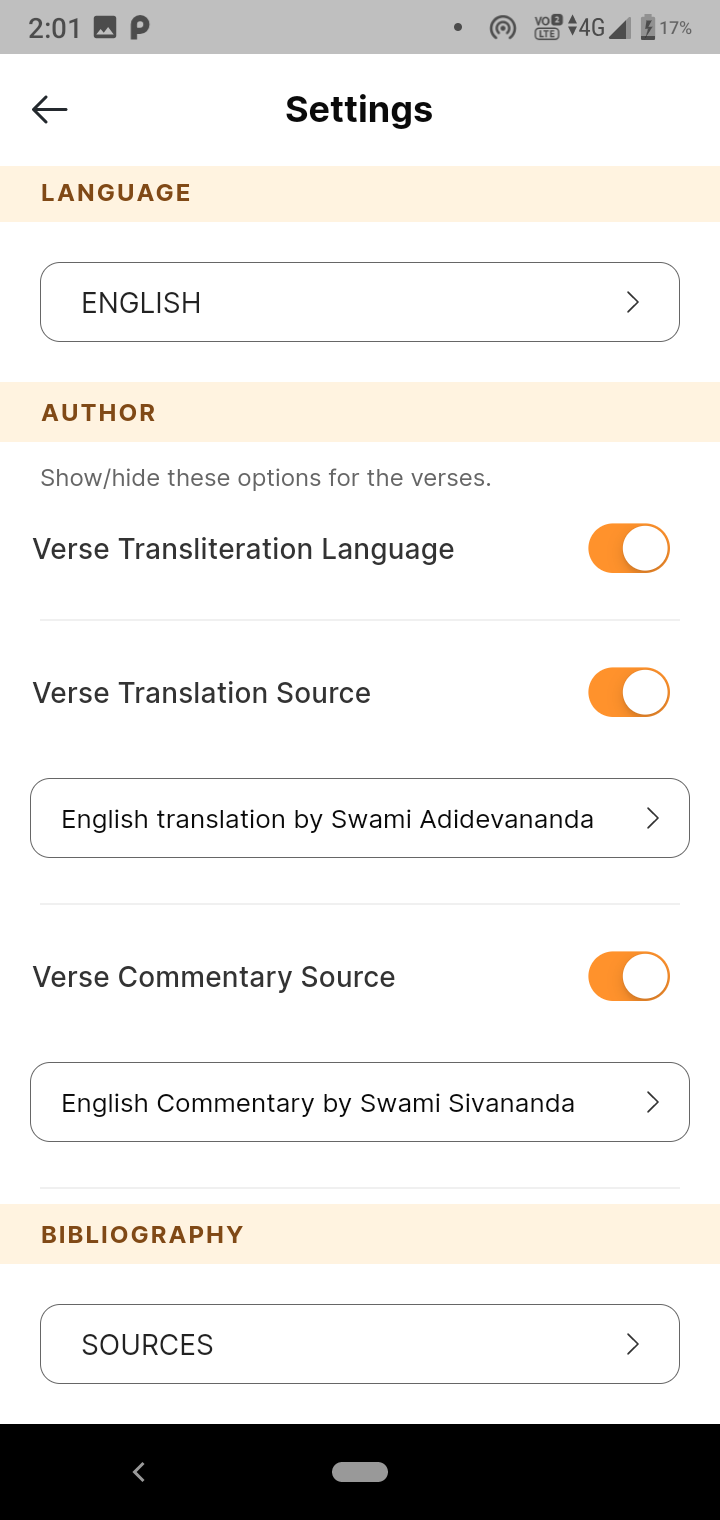 2:01
VO 2 LTE 4G 17%
Settings
LANGUAGE
ENGLISH
AUTHOR
Show/hide these options for the verses.
Verse Transliteration Language
Verse Translation Source
English translation by Swami Adidevananda
Verse Commentary Source
English Commentary by Swami Sivananda
BIBLIOGRAPHY
SOURCES